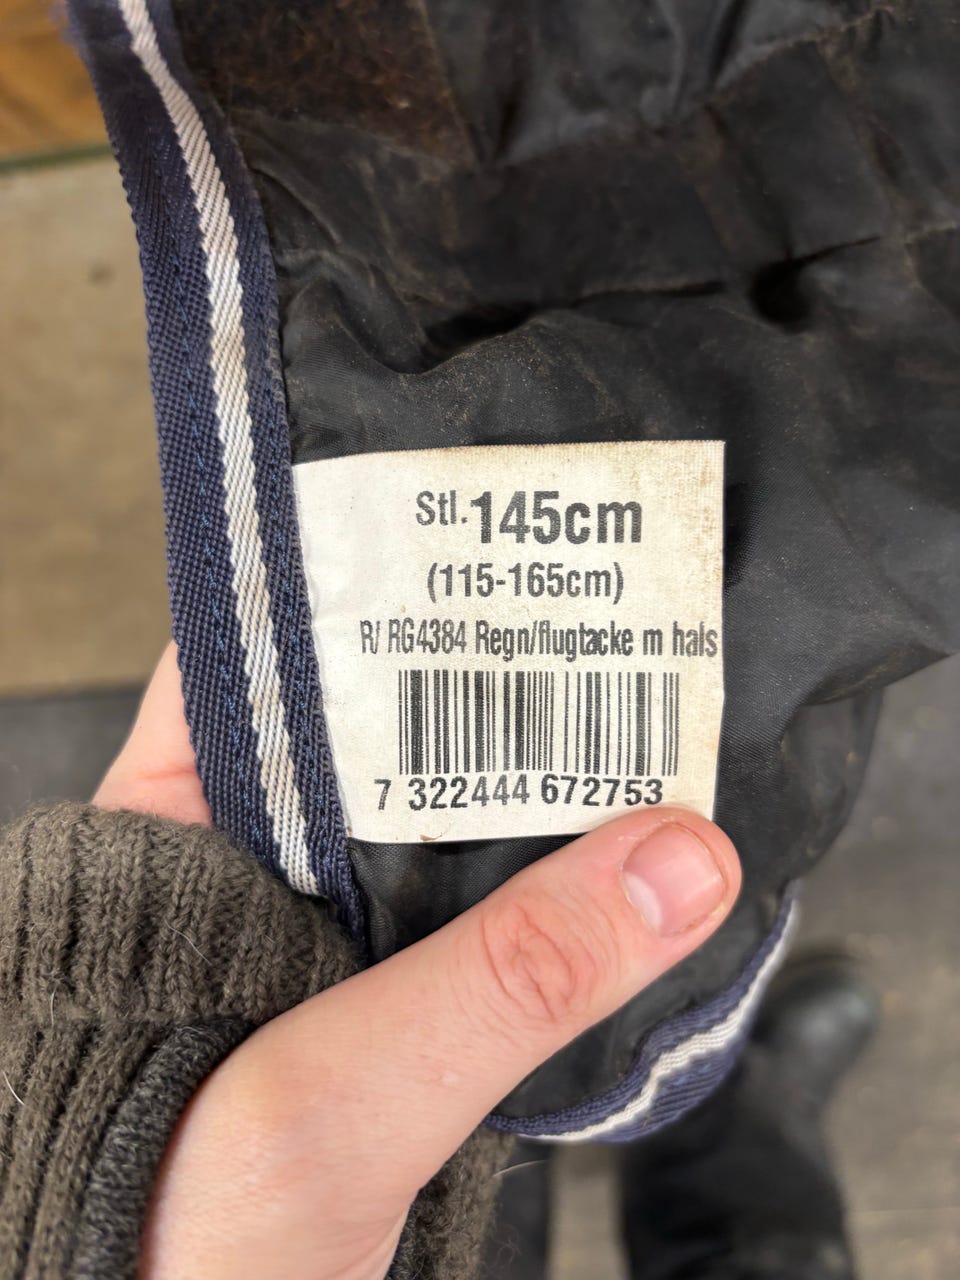 Stl. 145cm
(115-165cm)
R/ RG4384 Regn/flugtacke m hals
7 322444 672753